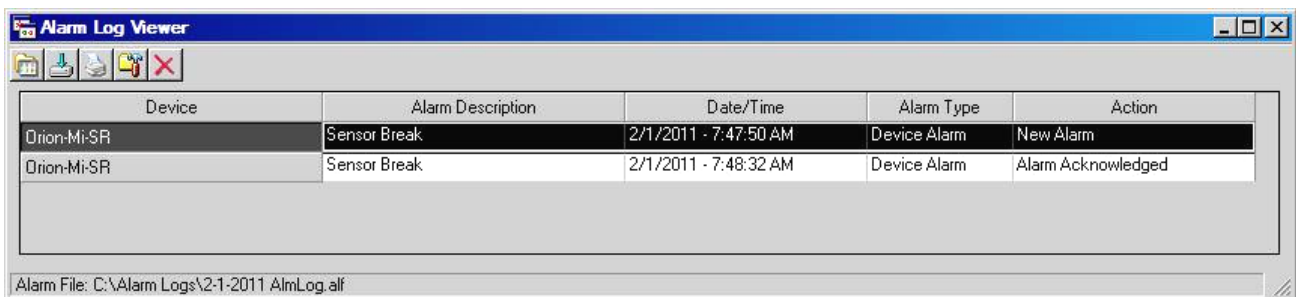 Alarm Log Viewer
Device Alarm Description Date/Time Alarm Type Action
Orion-Mi-SR Sensor Break 2/1/2011 - 7:47:50 AM Device Alarm New Alarm
Orion-Mi-SR Sensor Break 2/1/2011 - 7:48:32 AM Device Alarm Alarm Acknowledged
Alarm File: C:\Alarm Logs\2-1-2011 AlmLog.alf